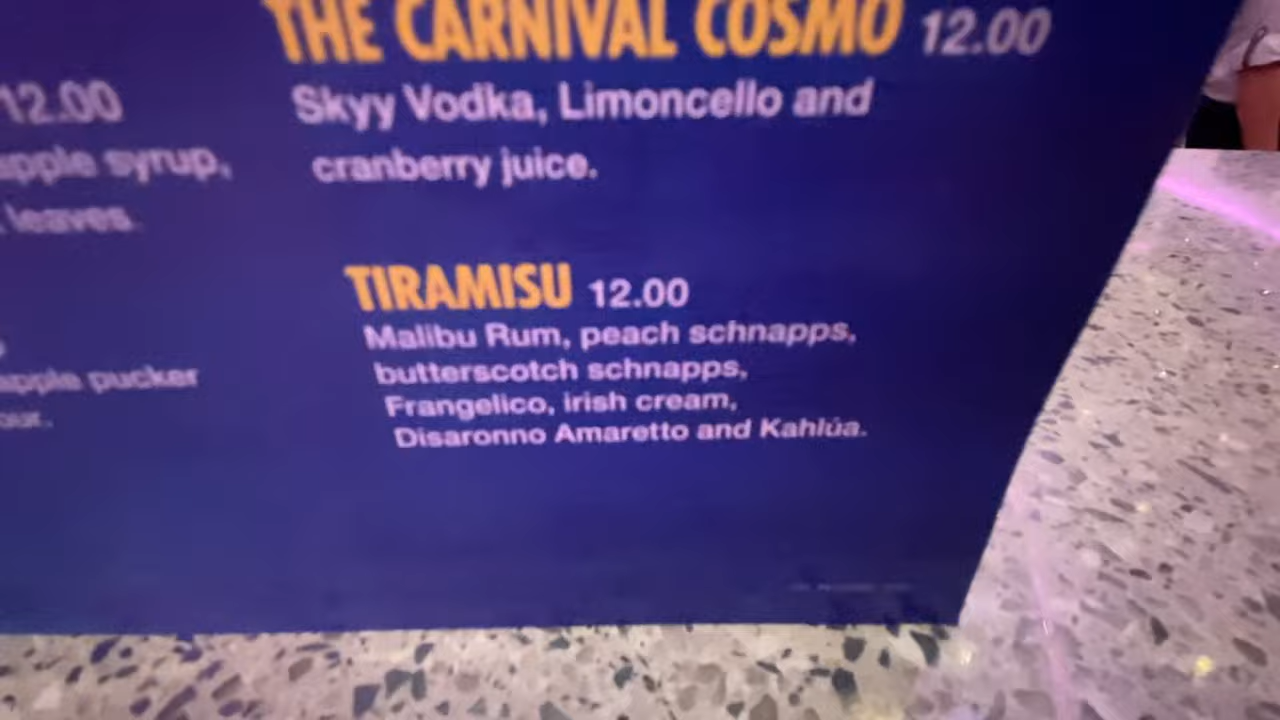 12.00
apple syrup,
leaves.
apple pucker
THE CARNIVAL COSMO 12.00
Skyy Vodka, Limoncello and
cranberry juice.
TIRAMISU 12.00
Malibu Rum, peach schnapps,
butterscotch schnapps,
Frangelico, irish cream,
Disaronno Amaretto and Kahlúa.